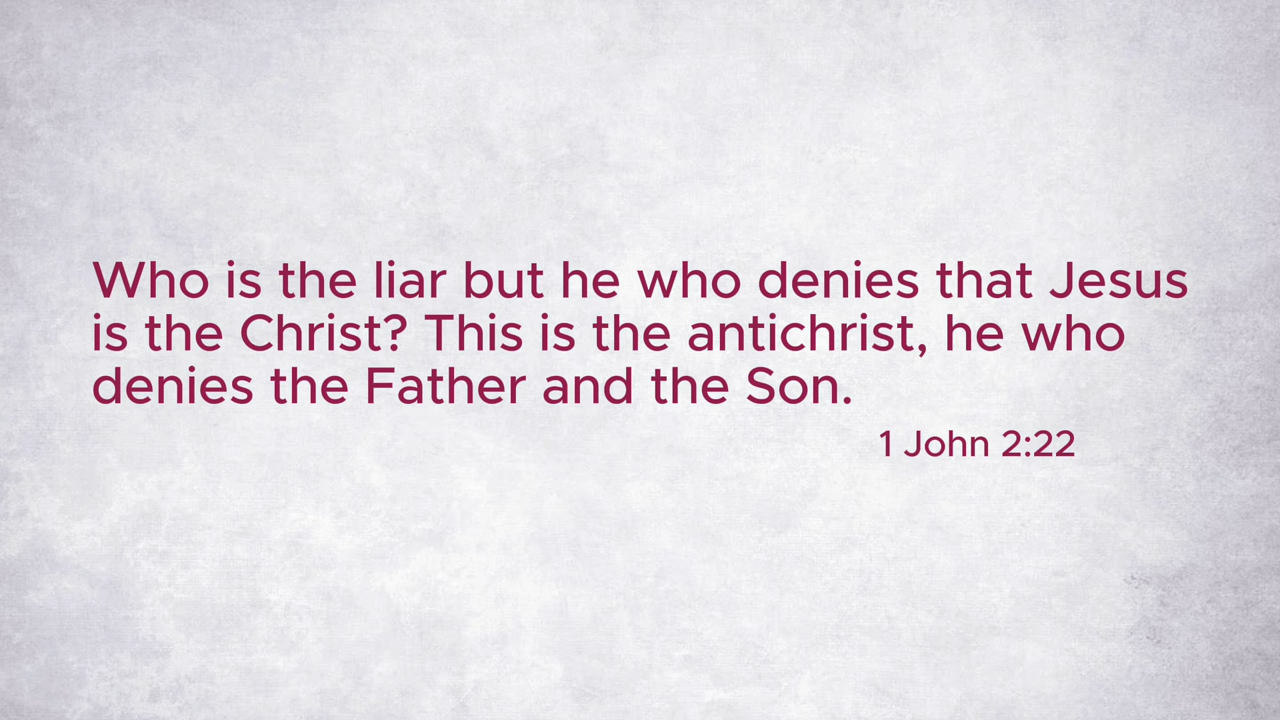 Who is the liar but he who denies that Jesus
is the Christ? This is the antichrist, he who
denies the Father and the Son.
1 John 2:22